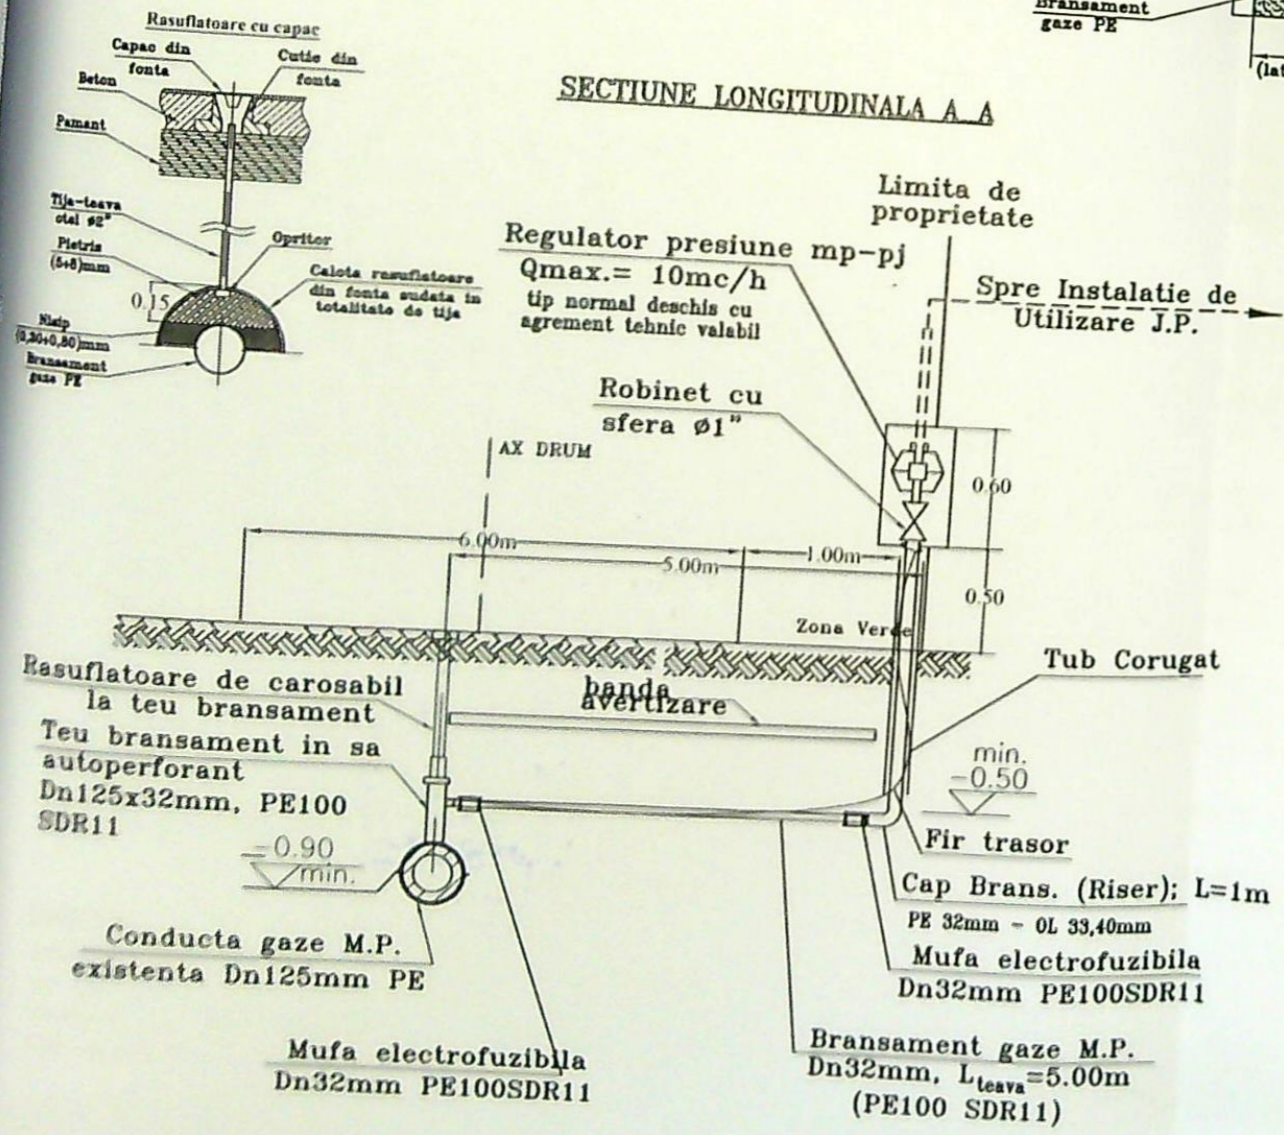 Rasuflatoare cu capac
Capac din
fonta
Cutie din
fonta
Beton
Pamant
Tija-teava
otel ø2"
Pietris
(5÷8)mm
Opritor
0.15
Calota rasuflatoare
din fonta sudata in
totalitate de tija
Nisip
(0,30÷0,80)mm
Bransament
gaze PE
Bransament
gaze PE
(lat
SECTIUNE LONGITUDINALA A_A
Limita de
proprietate
Regulator presiune mp-pj
Qmax.= 10mc/h
tip normal deschis cu
agrement tehnic valabil
Spre Instalatie de
Utilizare J.P.
Robinet cu
sfera ø1"
AX DRUM
0.60
6.00m
5.00m
1.00m
0.50
Zona Verde
Tub Corugat
Rasuflatoare de carosabil
la teu bransament
banda
avertizare
Teu bransament in sa
autoperforant
Dn125x32mm, PE100
SDR11
min.
-0.50
-0.90
min.
Fir trasor
Cap Brans. (Riser); L=1m
PE 32mm - OL 33,40mm
Conducta gaze M.P.
existenta Dn125mm PE
Mufa electrofuzibila
Dn32mm PE100SDR11
Mufa electrofuzibila
Dn32mm PE100SDR11
Bransament gaze M.P.
Dn32mm, Lteava=5.00m
(PE100 SDR11)